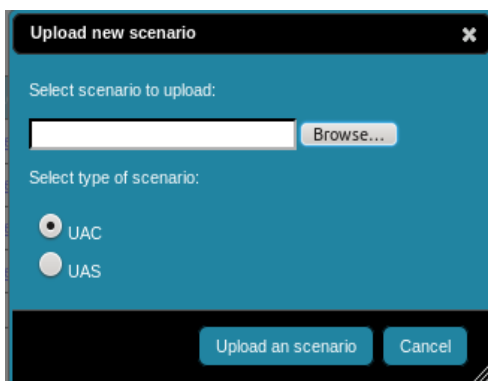 Upload new scenario
Select scenario to upload:
Browse...
Select type of scenario:
UAC
UAS
Upload an scenario Cancel